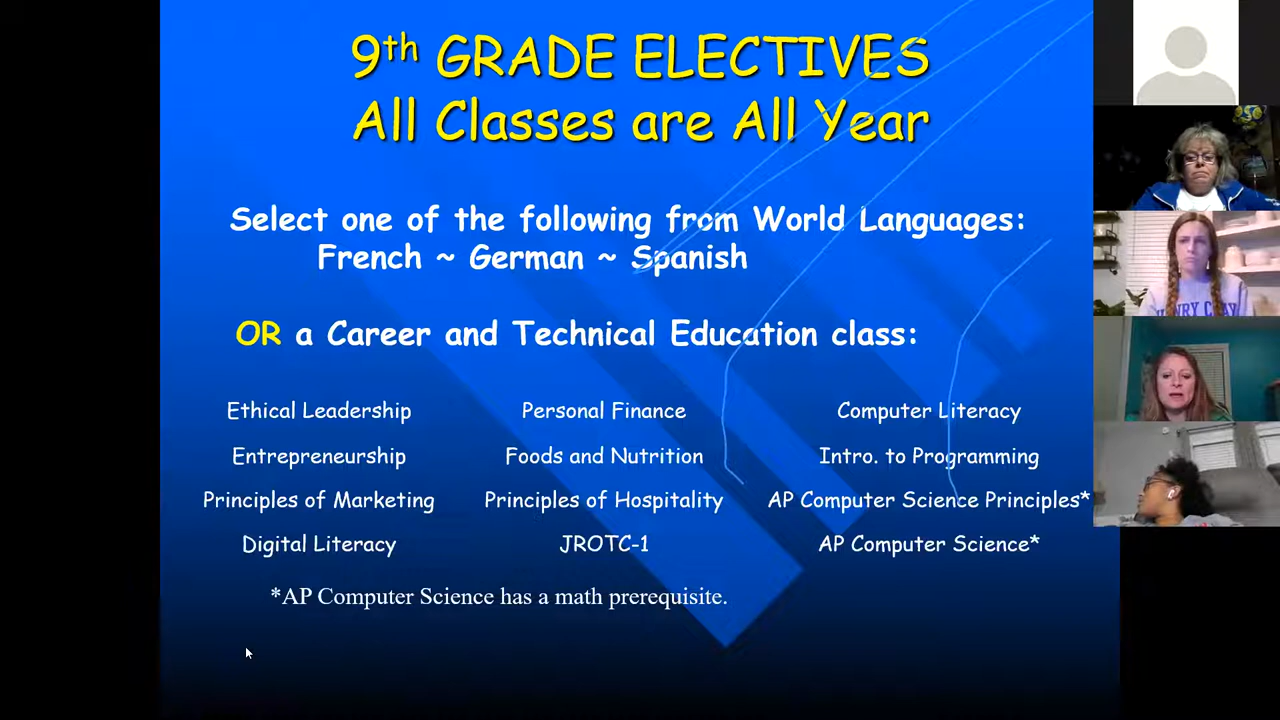 9th GRADE ELECTIVES
All Classes are All Year
Select one of the following from World Languages:
French ~ German ~ Spanish
OR a Career and Technical Education class:
Ethical Leadership Personal Finance Computer Literacy
Entrepreneurship Foods and Nutrition Intro. to Programming
Principles of Marketing Principles of Hospitality AP Computer Science Principles*
Digital Literacy JROTC-1 AP Computer Science*
*AP Computer Science has a math prerequisite.